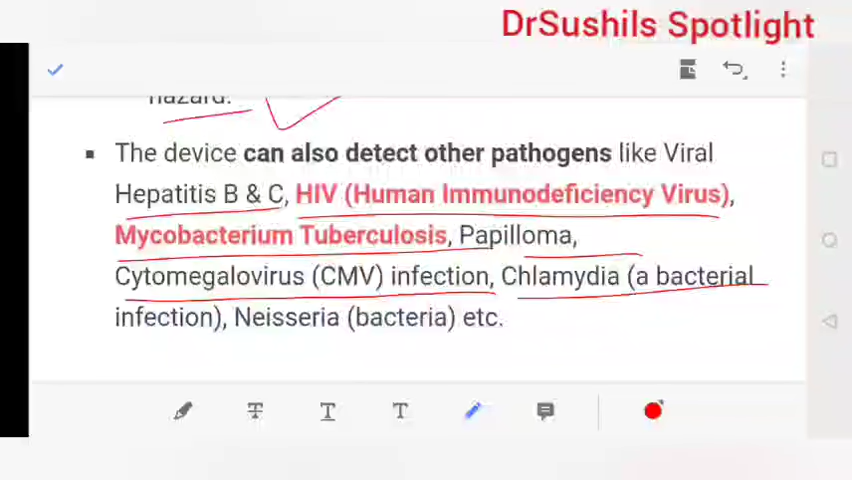 DrSushils Spotlight
hazard.
▪ The device can also detect other pathogens like Viral
Hepatitis B & C, HIV (Human Immunodeficiency Virus),
Mycobacterium Tuberculosis, Papilloma,
Cytomegalovirus (CMV) infection, Chlamydia (a bacterial
infection), Neisseria (bacteria) etc.